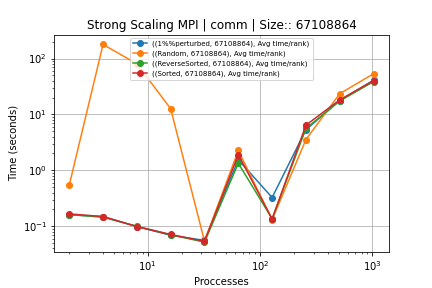 Strong Scaling MPI | comm | Size:: 67108864
((1%%perturbed, 67108864), Avg time/rank)
((Random, 67108864), Avg time/rank)
((ReverseSorted, 67108864), Avg time/rank)
((Sorted, 67108864), Avg time/rank)
Time (seconds)
10²
10¹
10⁰
10⁻¹
10¹ 10² 10³
Proccesses